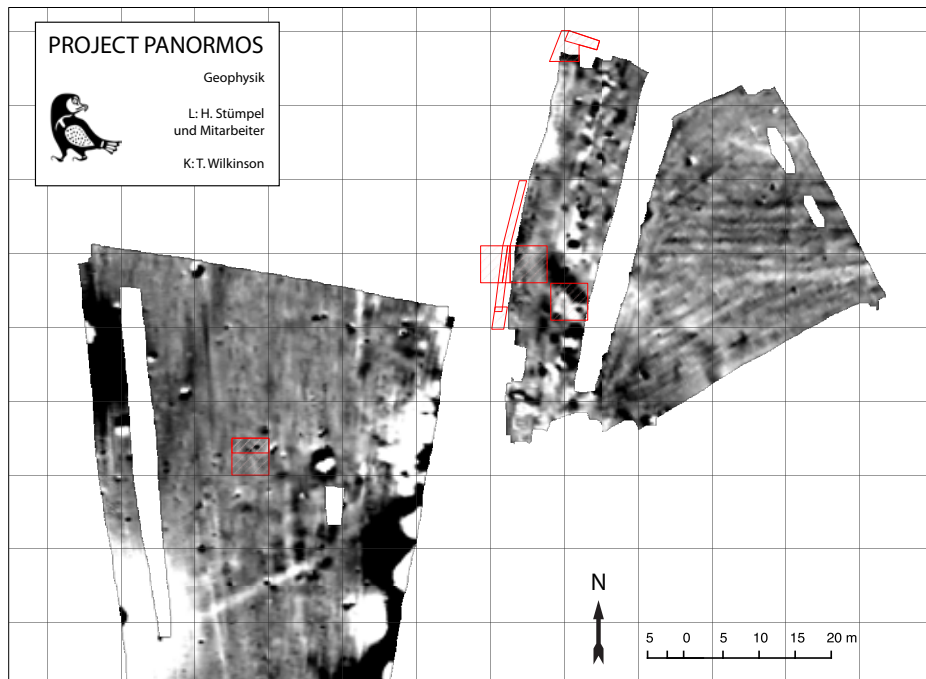 PROJECT PANORMOS
Geophysik
L: H. Stümpel
und Mitarbeiter
K: T. Wilkinson
N
5 0 5 10 15 20 m